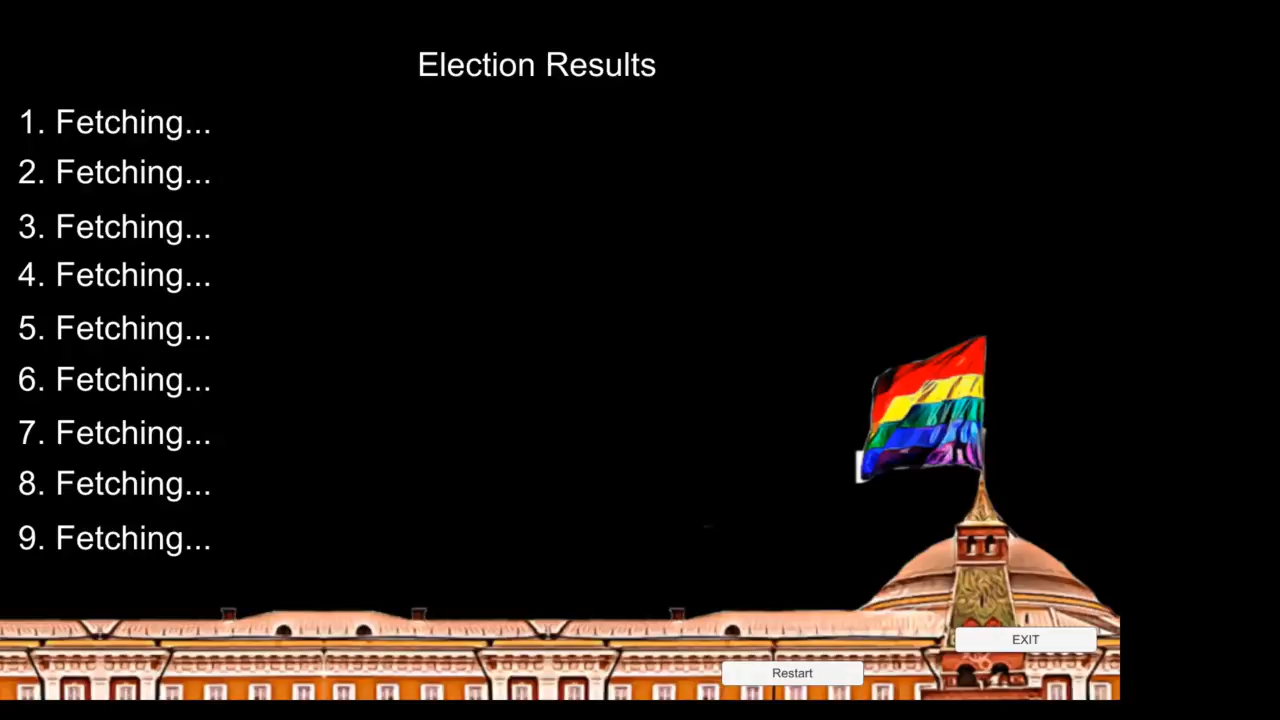 Election Results
1. Fetching...
2. Fetching...
3. Fetching...
4. Fetching...
5. Fetching...
6. Fetching...
7. Fetching...
8. Fetching...
9. Fetching...
EXIT
Restart